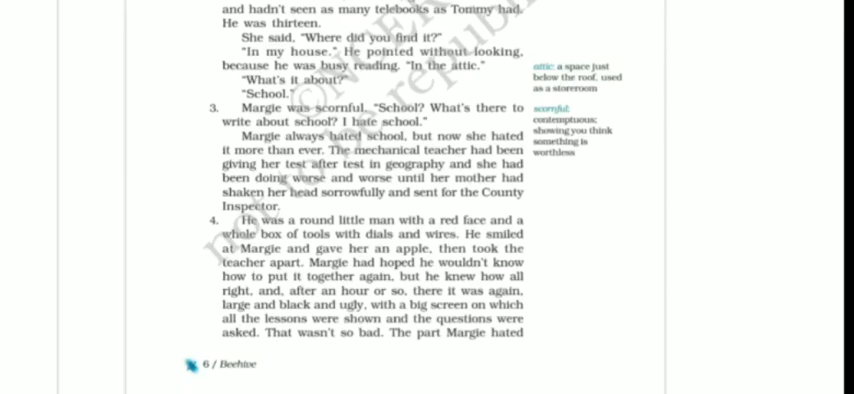 and hadn't seen as many telebooks as Tommy had.
He was thirteen.
She said, "Where did you find it?"
"In my house." He pointed without looking,
because he was busy reading. "In the attic."
"What's it about?"
"School."
3. Margie was scornful. "School? What's there to
write about school? I hate school."
Margie always hated school, but now she hated
it more than ever. The mechanical teacher had been
giving her test after test in geography and she had
been doing worse and worse until her mother had
shaken her head sorrowfully and sent for the County
Inspector.
4. He was a round little man with a red face and a
whole box of tools with dials and wires. He smiled
at Margie and gave her an apple, then took the
teacher apart. Margie had hoped he wouldn't know
how to put it together again, but he knew how all
right, and, after an hour or so, there it was again,
large and black and ugly, with a big screen on which
all the lessons were shown and the questions were
asked. That wasn't so bad. The part Margie hated
attic: a space just
below the roof, used
as a storeroom
scornful:
contemptuous;
showing you think
something is
worthless
6 / Beehive
© NCER
not to be republi